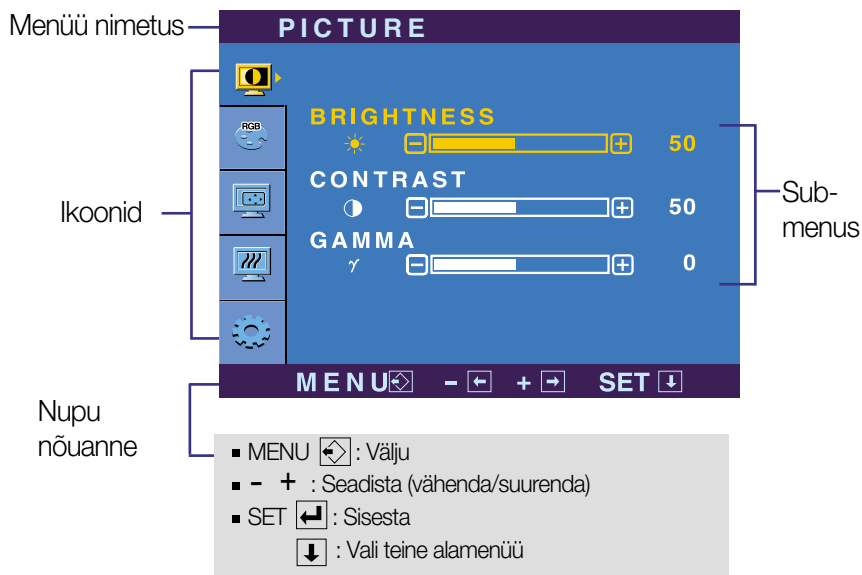 Menüü nimetus
PICTURE
RGB
BRIGHTNESS
50
CONTRAST
50
GAMMA
γ
0
Ikoonid
Sub-
menus
MENU - + SET
Nupu
nõuanne
MENU : Välju
- + : Seadista (vähenda/suurenda)
SET : Sisesta
: Vali teine alamenüü